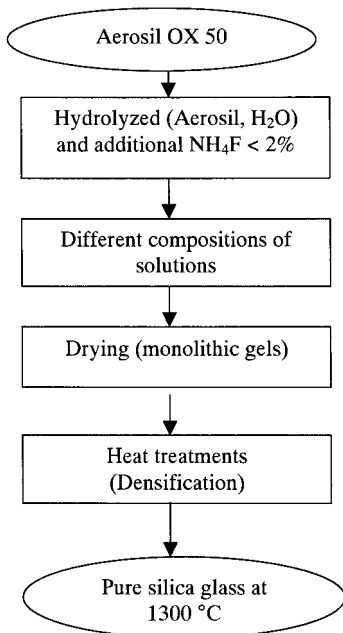 Aerosil OX 50
Hydrolyzed (Aerosil, H₂O)
and additional NH₄F < 2%
Different compositions of
solutions
Drying (monolithic gels)
Heat treatments
(Densification)
Pure silica glass at
1300 °C